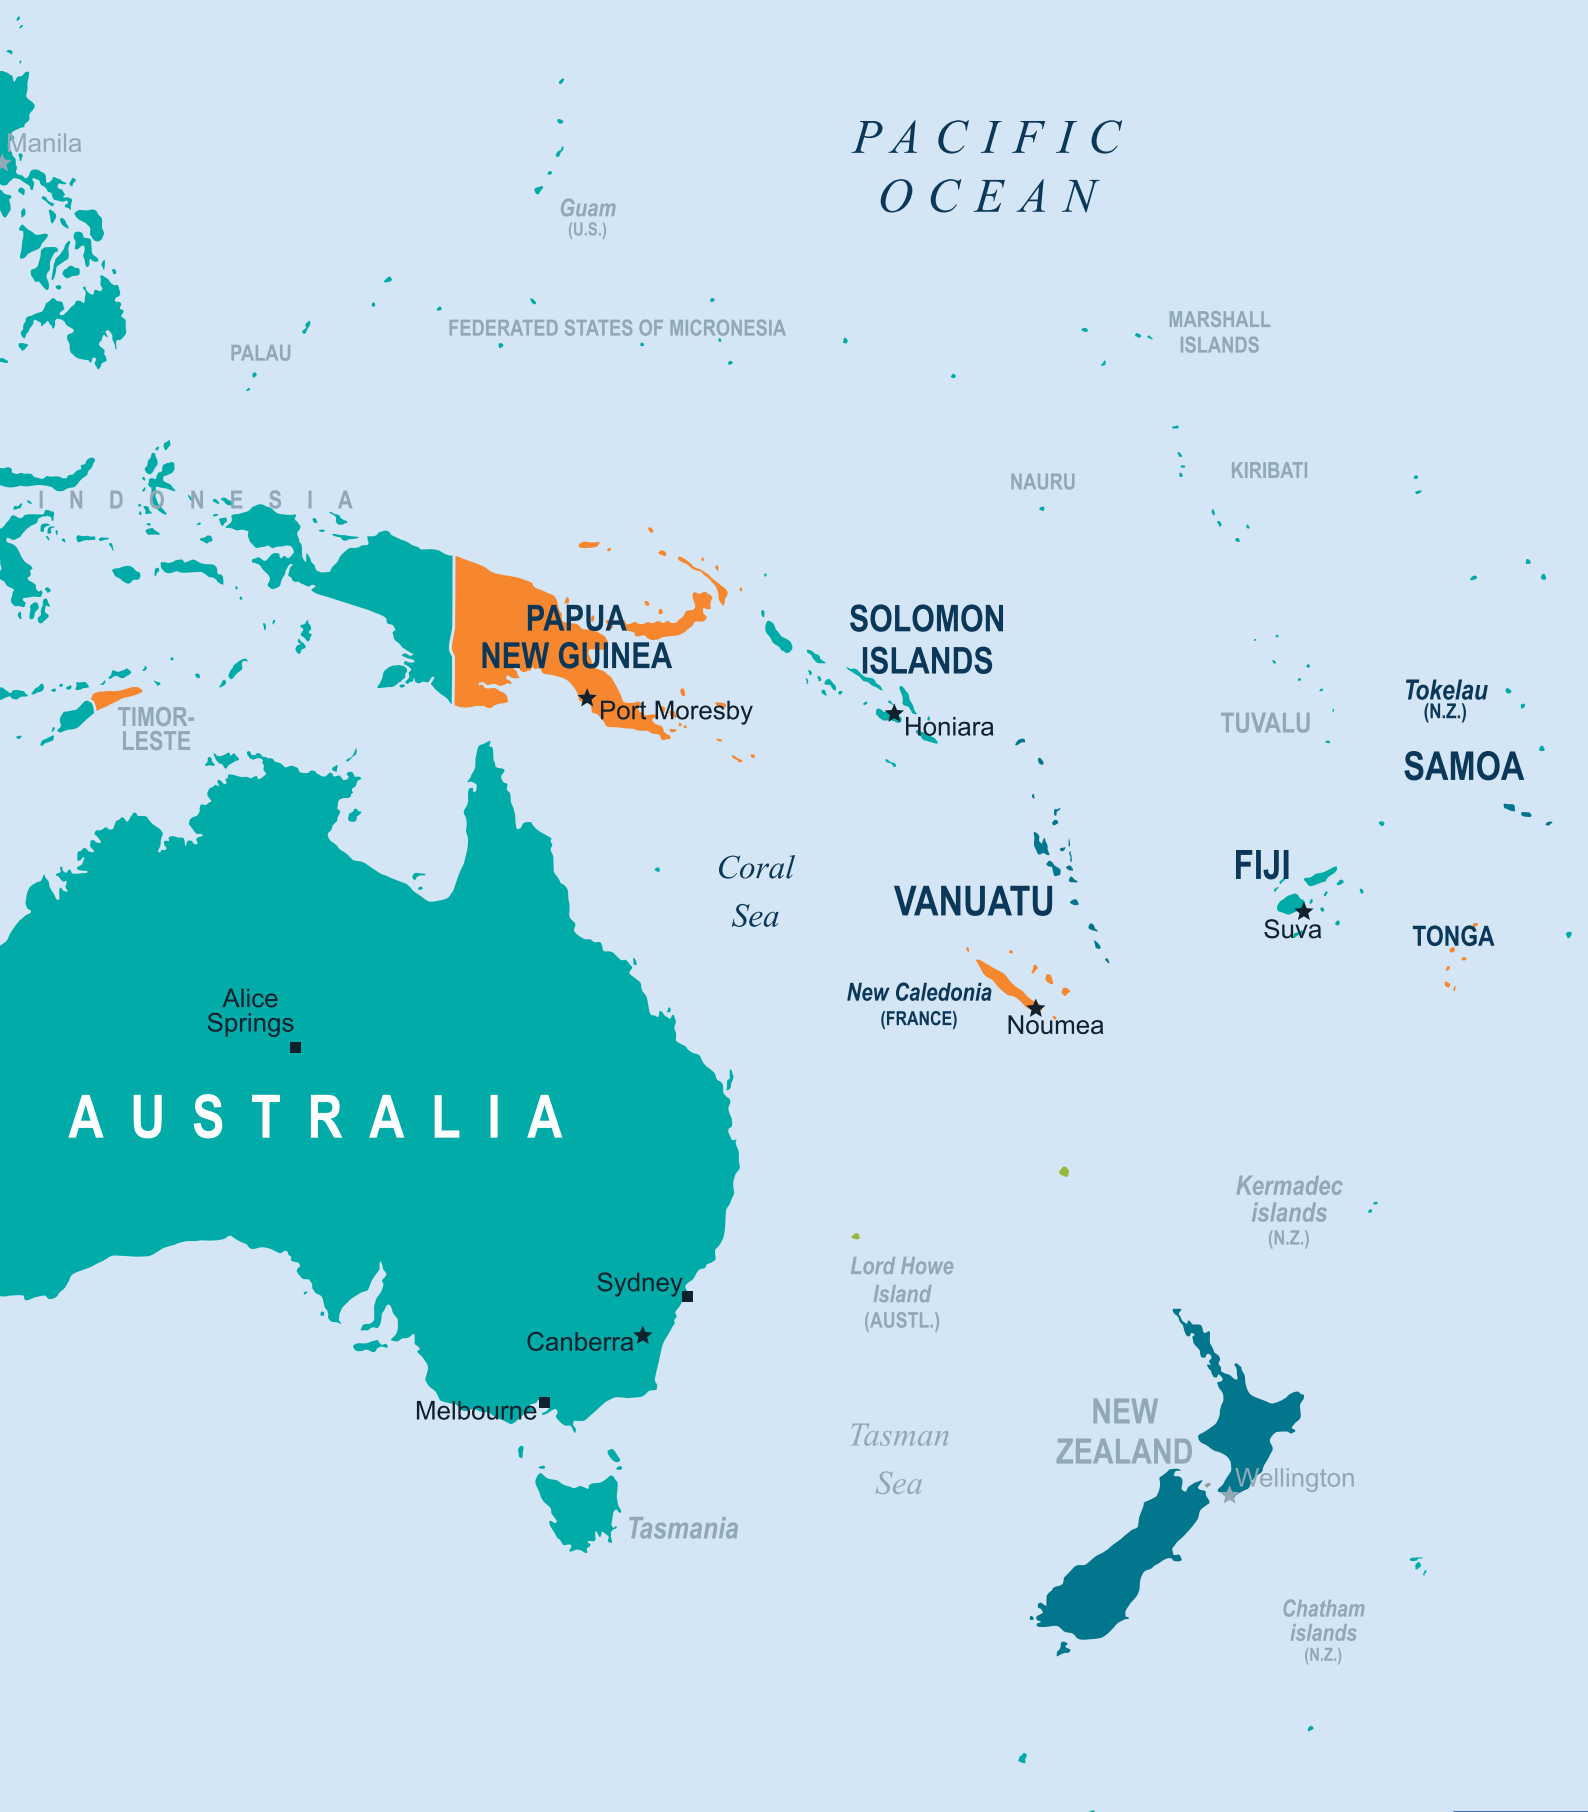 PACIFIC
OCEAN
Manila
Guam
(U.S.)
FEDERATED STATES OF MICRONESIA
MARSHALL
ISLANDS
PALAU
NAURU
KIRIBATI
INDONESIA
PAPUA
NEW GUINEA
Port Moresby
SOLOMON
ISLANDS
Honiara
TIMOR-
LESTE
TUVALU
Tokelau
(N.Z.)
SAMOA
Coral
Sea
VANUATU
FIJI
Suva
TONGA
New Caledonia
(FRANCE)
Noumea
Alice
Springs
AUSTRALIA
Kermadec
islands
(N.Z.)
Lord Howe
Island
(AUSTL.)
Sydney
Canberra
Melbourne
Tasman
Sea
NEW
ZEALAND
Wellington
Tasmania
Chatham
islands
(N.Z.)